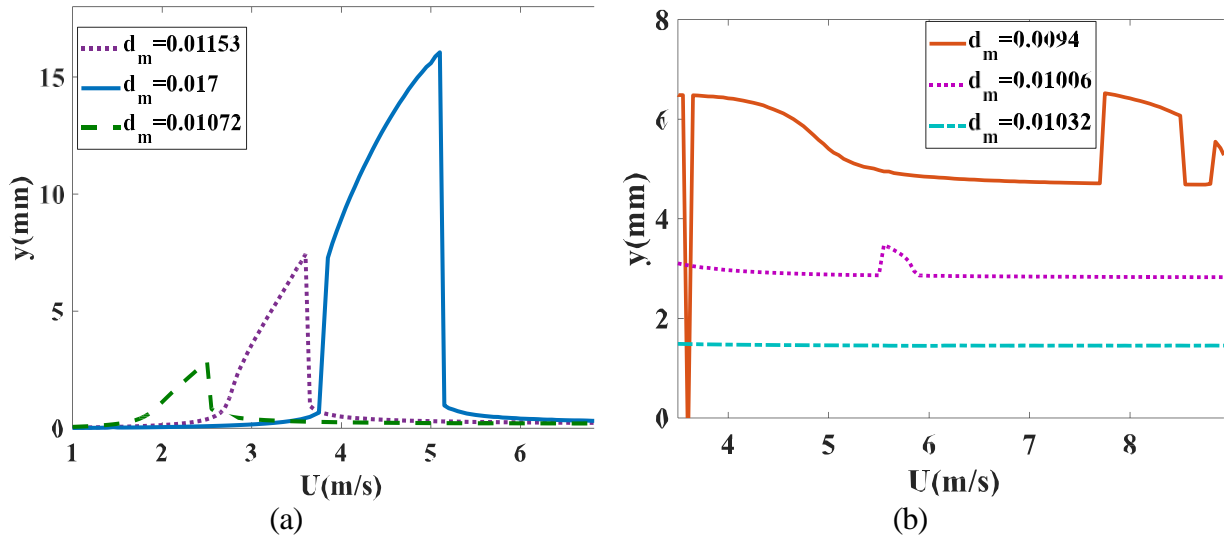 d_m=0.01153
d_m=0.017
d_m=0.01072
15
10
5
0
y(mm)
1 2 3 4 5 6
U(m/s)
(a)
d_m=0.0094
d_m=0.01006
d_m=0.01032
8
6
4
2
0
y(mm)
4 5 6 7 8
U(m/s)
(b)